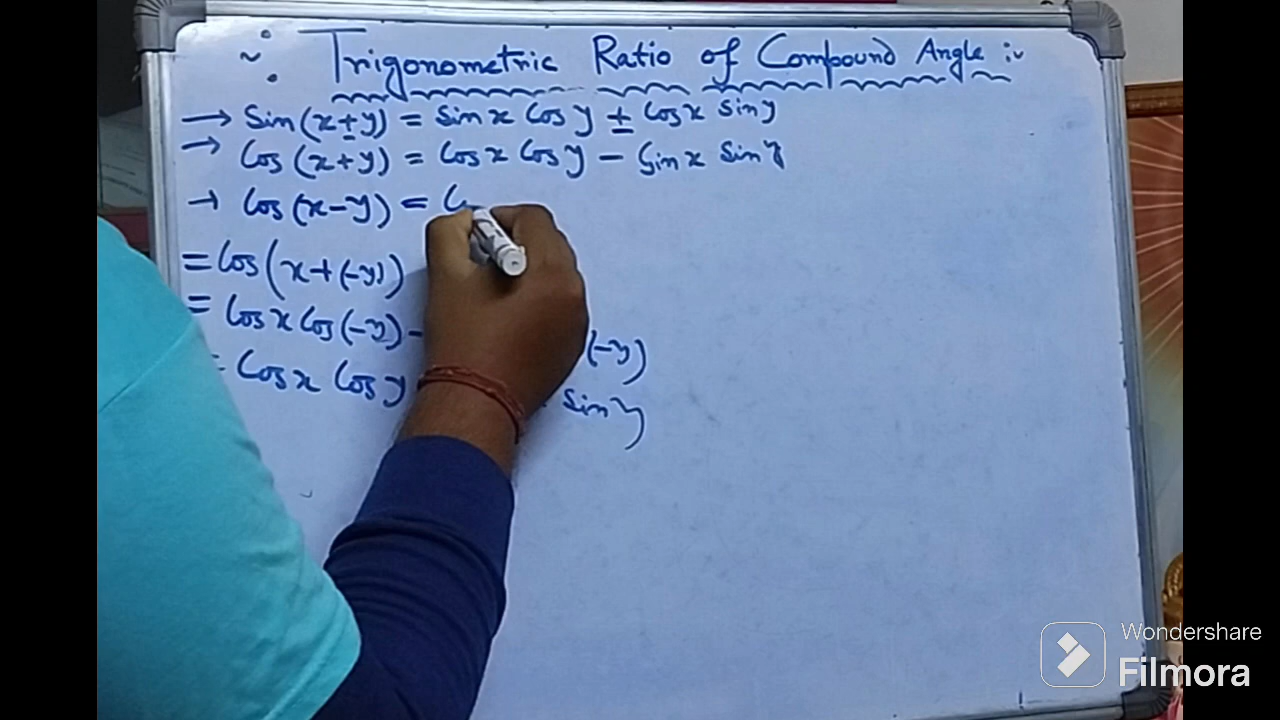 ∵ Trigonometric Ratio of Compound Angle :~
→ Sin(x±y) = Sinx Cosy ± Cosx Siny
→ Cos(x+y) = Cosx Cosy − Sinx Siny
→ Cos(x−y) = C
= Cos(x+(−y))
= Cosx Cos(−y) − (−y)
= Cosx Cosy Siny
Wondershare
Filmora